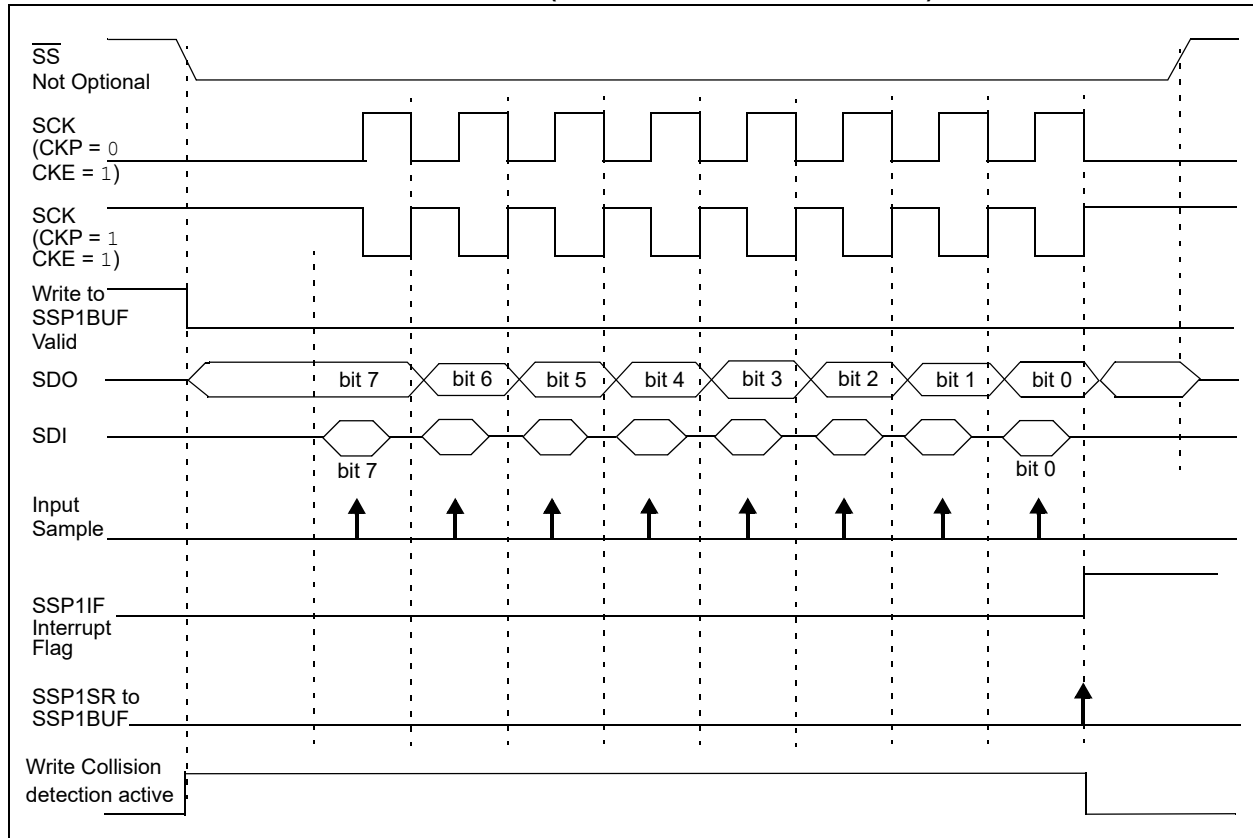 SS
Not Optional
SCK
(CKP = 0
CKE = 1)
SCK
(CKP = 1
CKE = 1)
Write to
SSP1BUF
Valid
SDO
bit 7 bit 6 bit 5 bit 4 bit 3 bit 2 bit 1 bit 0
SDI
bit 7 bit 0
Input
Sample
SSP1IF
Interrupt
Flag
SSP1SR to
SSP1BUF
Write Collision
detection active